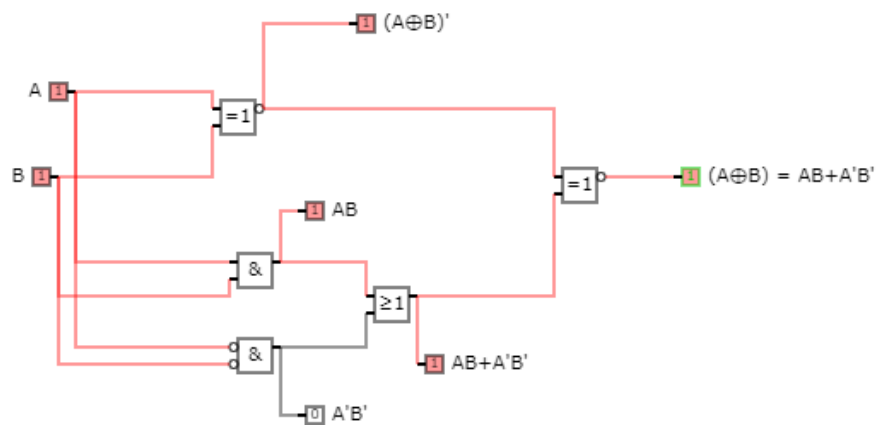 1 (A⊕B)'
A 1
=1
B 1
=1
1 (A⊕B) = AB+A'B'
1 AB
&
≥1
&
1 AB+A'B'
0 A'B'